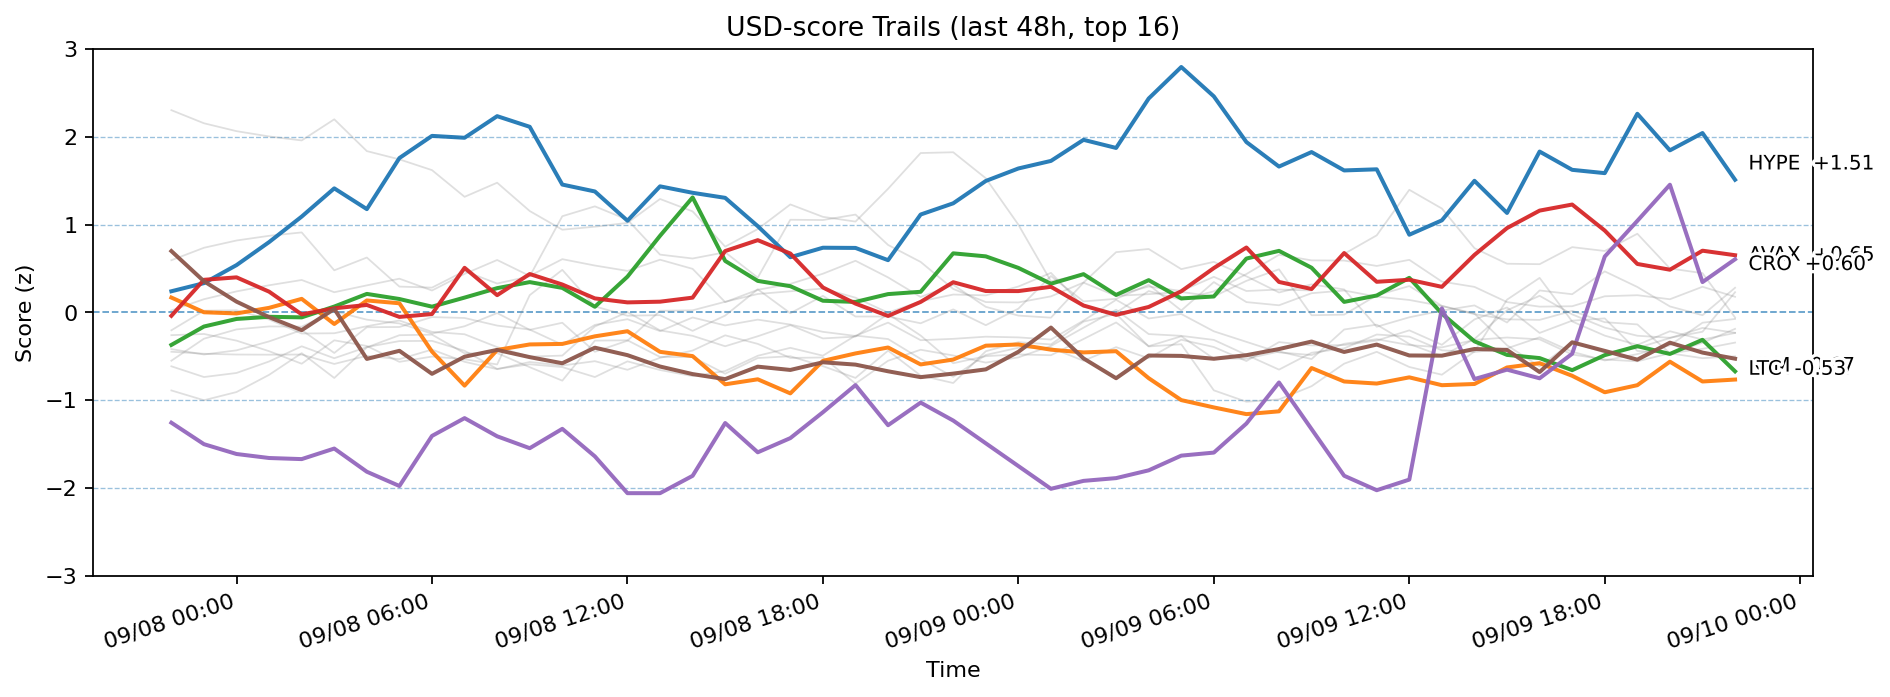 USD-score Trails (last 48h, top 16)
3
2
1
0
−1
−2
−3
Score (z)
HYPE +1.51
AVAX +0.65
CRO +0.60
LTC -0.53
09/08 00:00
09/08 06:00
09/08 12:00
09/08 18:00
09/09 00:00
09/09 06:00
09/09 12:00
09/09 18:00
09/10 00:00
Time